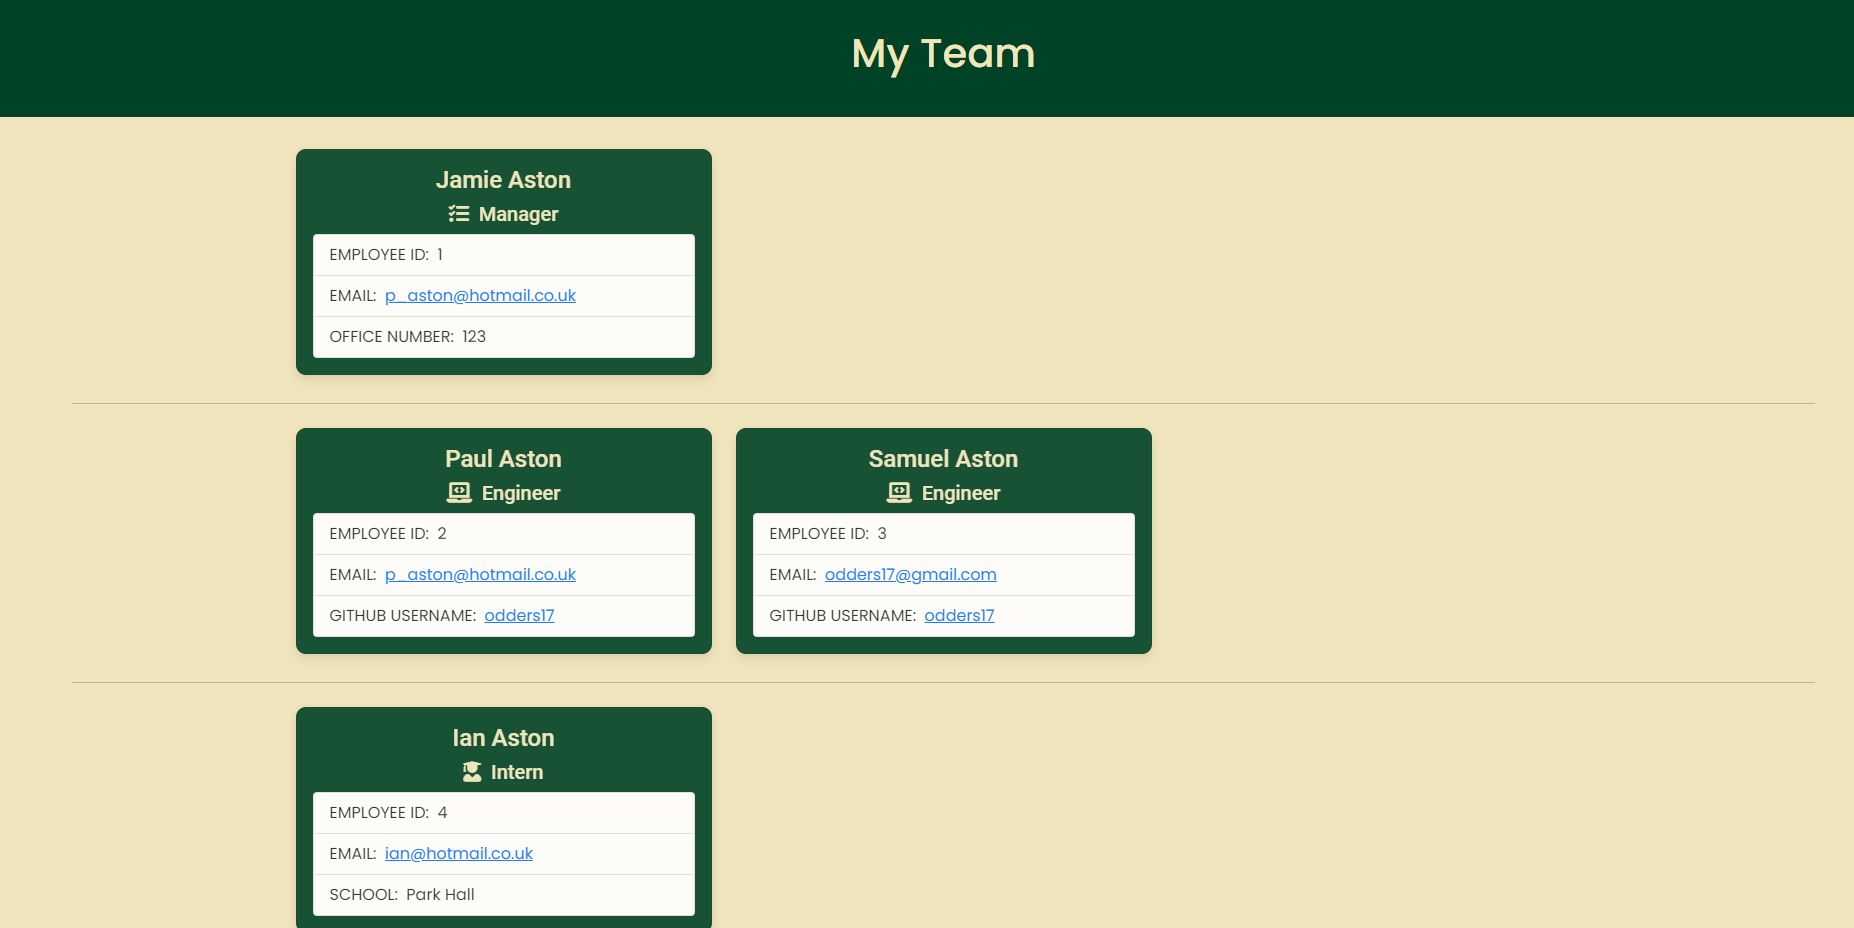 My Team
Jamie Aston
Manager
EMPLOYEE ID: 1
EMAIL: p_aston@hotmail.co.uk
OFFICE NUMBER: 123
Paul Aston
Engineer
EMPLOYEE ID: 2
EMAIL: p_aston@hotmail.co.uk
GITHUB USERNAME: odders17
Samuel Aston
Engineer
EMPLOYEE ID: 3
EMAIL: odders17@gmail.com
GITHUB USERNAME: odders17
Ian Aston
Intern
EMPLOYEE ID: 4
EMAIL: ian@hotmail.co.uk
SCHOOL: Park Hall